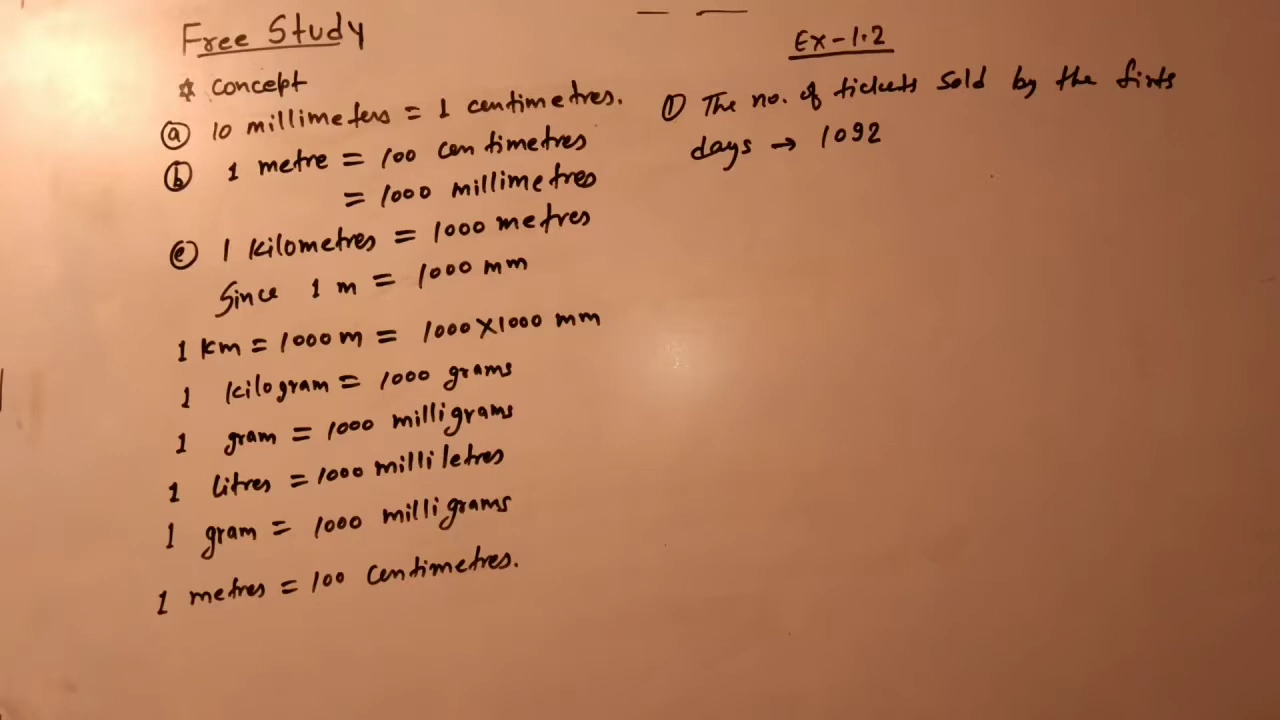 Free Study
* Concept
(a) 10 millimeters = 1 centimetres.
(b) 1 metre = 100 centimetres
= 1000 millimetres
(c) 1 kilometres = 1000 metres
Since 1 m = 1000 mm
1 km = 1000 m = 1000 × 1000 mm
1 kilogram = 1000 grams
1 gram = 1000 milligrams
1 litres = 1000 milliletres
1 gram = 1000 milligrams
1 metres = 100 centimetres.
Ex - 1.2
(1) The no. of tickets sold by the firts
days → 1092